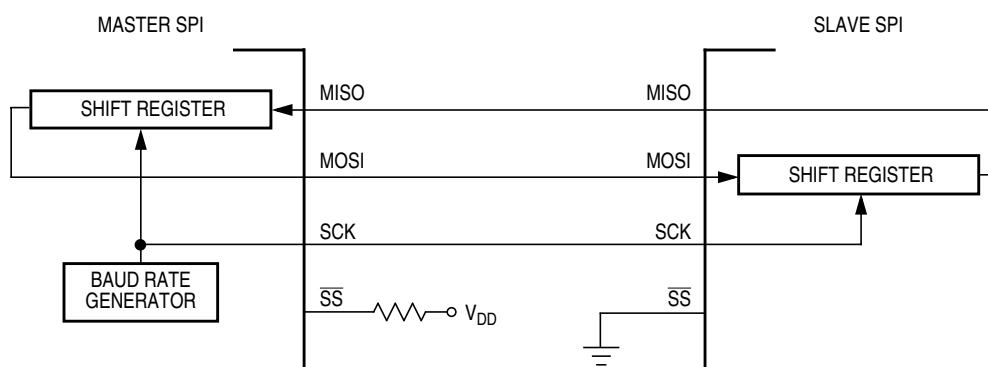 MASTER SPI
SLAVE SPI
SHIFT REGISTER
MISO
MISO
MOSI
MOSI
SHIFT REGISTER
SCK
SCK
BAUD RATE
GENERATOR
SS
VDD
SS